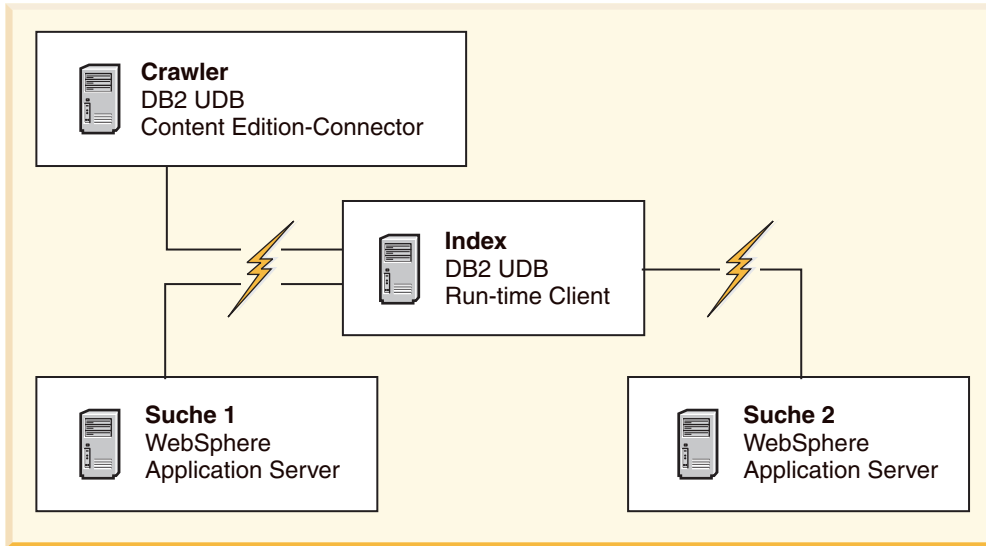 Crawler
DB2 UDB
Content Edition-Connector
Index
DB2 UDB
Run-time Client
Suche 1
WebSphere
Application Server
Suche 2
WebSphere
Application Server